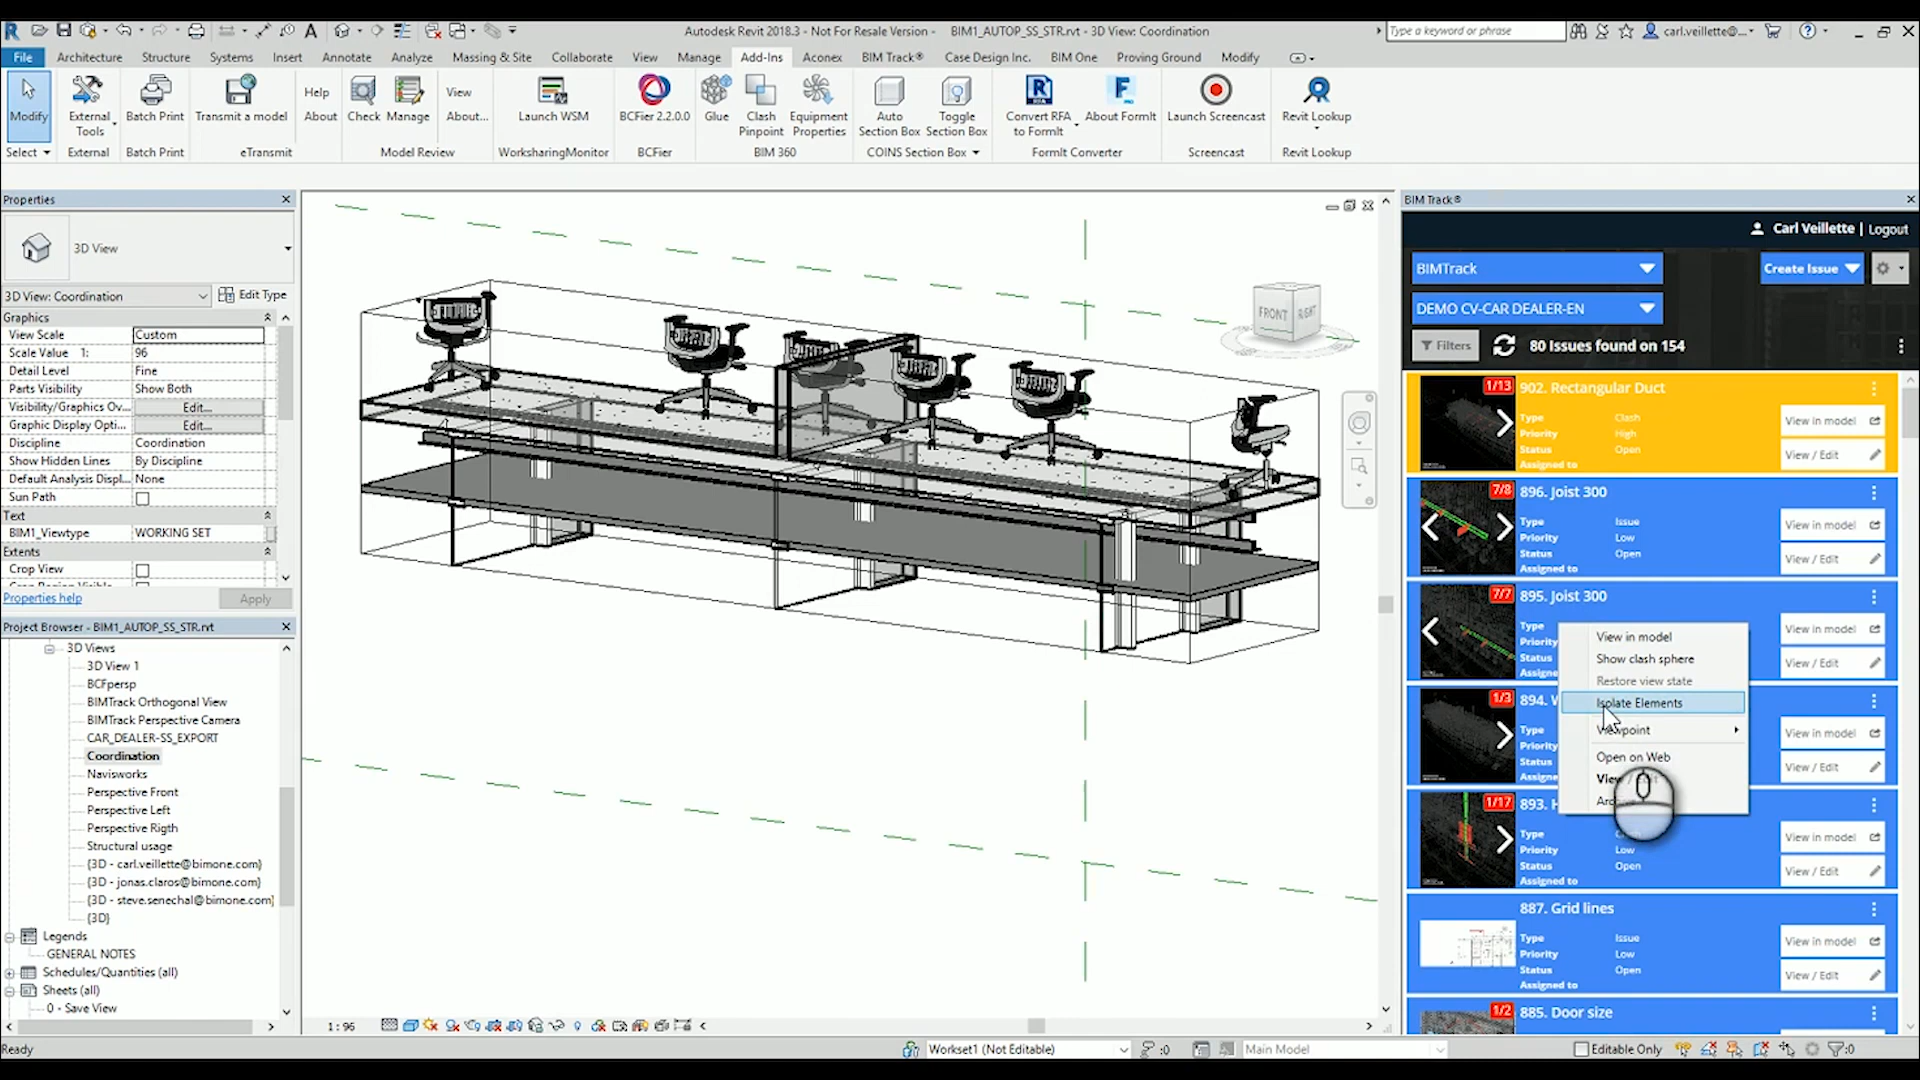 Autodesk Revit 2018.3 - Not For Resale Version -    BIM1_AUTOP_SS_STR.rvt - 3D View: Coordination
Type a keyword or phrase
carl.veillette@...
File Architecture Structure Systems Insert Annotate Analyze Massing & Site Collaborate View Manage Add-Ins Aconex BIM Track® Case Design Inc. BIM One Proving Ground Modify
Modify
External Tools
Batch Print
Transmit a model
Help
About
Check
Manage
View
About...
Launch WSM
BCFier 2.2.0.0
Glue
Clash Pinpoint
Equipment Properties
Auto Section Box
Toggle Section Box
Convert RFA to FormIt
About FormIt
Launch Screencast
Revit Lookup
Select External Batch Print eTransmit Model Review WorksharingMonitor BCFier BIM 360 COINS Section Box FormIt Converter Screencast Revit Lookup
Properties
3D View
3D View: Coordination
Edit Type
Graphics
View Scale Custom
Scale Value 1: 96
Detail Level Fine
Parts Visibility Show Both
Visibility/Graphics Ov... Edit...
Graphic Display Opti... Edit...
Discipline Coordination
Show Hidden Lines By Discipline
Default Analysis Displ... None
Sun Path
Text
BIM1_Viewtype WORKING SET
Extents
Crop View
Properties help
Apply
Project Browser - BIM1_AUTOP_SS_STR.rvt
3D Views
3D View 1
BCFpersp
BIMTrack Orthogonal View
BIMTrack Perspective Camera
CAR_DEALER-SS_EXPORT
Coordination
Navisworks
Perspective Front
Perspective Left
Perspective Rigth
Structural usage
{3D - carl.veillette@bimone.com}
{3D - jonas.claros@bimone.com}
{3D - steve.senechal@bimone.com}
{3D}
Legends
GENERAL NOTES
Schedules/Quantities (all)
Sheets (all)
0 - Save View
FRONT
RIGHT
1 : 96
BIM Track®
Carl Veillette | Logout
BIMTrack
Create Issue
DEMO CV-CAR DEALER-EN
Filters
80 Issues found on 154
1/13
902. Rectangular Duct
Type Clash
Priority High
Status Open
Assigned to
View in model
View / Edit
7/8
896. Joist 300
Type Issue
Priority Low
Status Open
Assigned to
View in model
View / Edit
7/7
895. Joist 300
Type
Priority
Status
Assigned
View in model
View / Edit
View in model
Show clash sphere
Restore view state
Isolate Elements
Viewpoint
Open on Web
1/3
894.
Type
Priority
Status
Assigne
View in model
View / Edit
1/17
893.
Type Clash
Priority Low
Status Open
Assigned to
View in model
View / Edit
887. Grid lines
Type Issue
Priority Low
Status Open
Assigned to
View in model
View / Edit
1/2
885. Door size
Ready
Workset1 (Not Editable)
:0
Main Model
Editable Only
:0